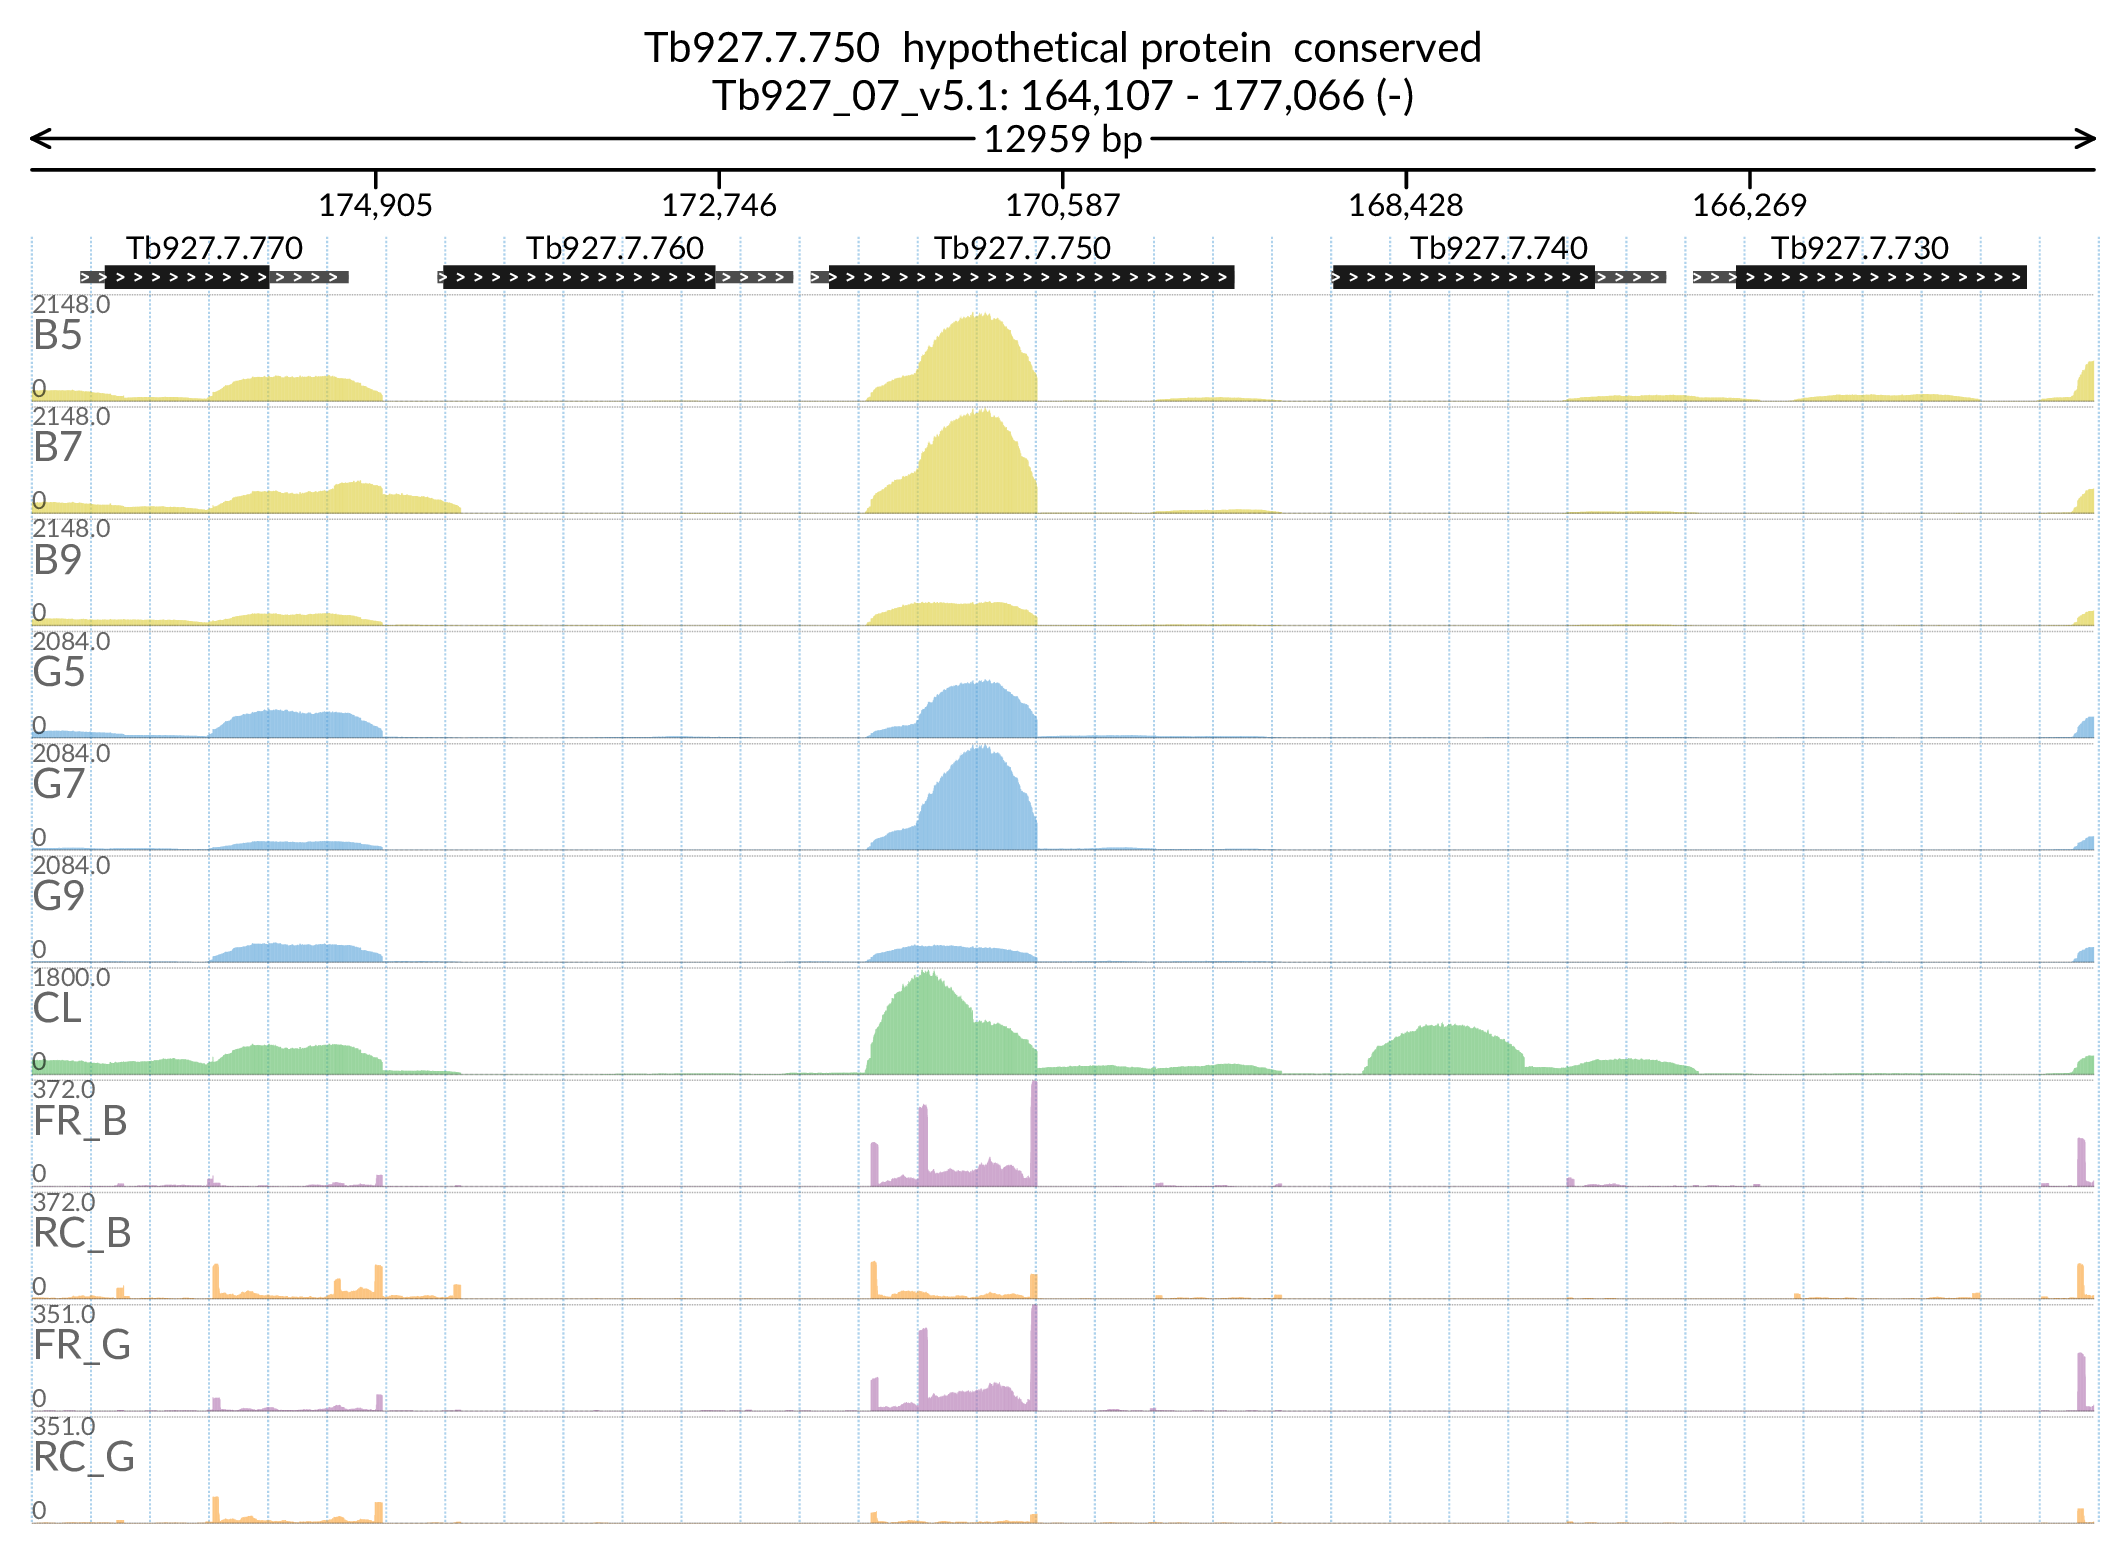 Tb927.7.750  hypothetical protein  conserved
Tb927_07_v5.1: 164,107 - 177,066 (-)
12959 bp
174,905 172,746 170,587 168,428 166,269
Tb927.7.770 Tb927.7.760 Tb927.7.750 Tb927.7.740 Tb927.7.730
2148.0
B5
0
2148.0
B7
0
2148.0
B9
0
2084.0
G5
0
2084.0
G7
0
2084.0
G9
0
1800.0
CL
0
372.0
FR_B
0
372.0
RC_B
0
351.0
FR_G
0
351.0
RC_G
0